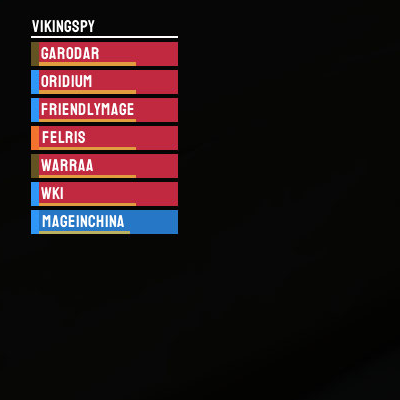 VIKINGSPY
GARODAR
ORIDIUM
FRIENDLYMAGE
FELRIS
WARRAA
WKI
MAGEINCHINA